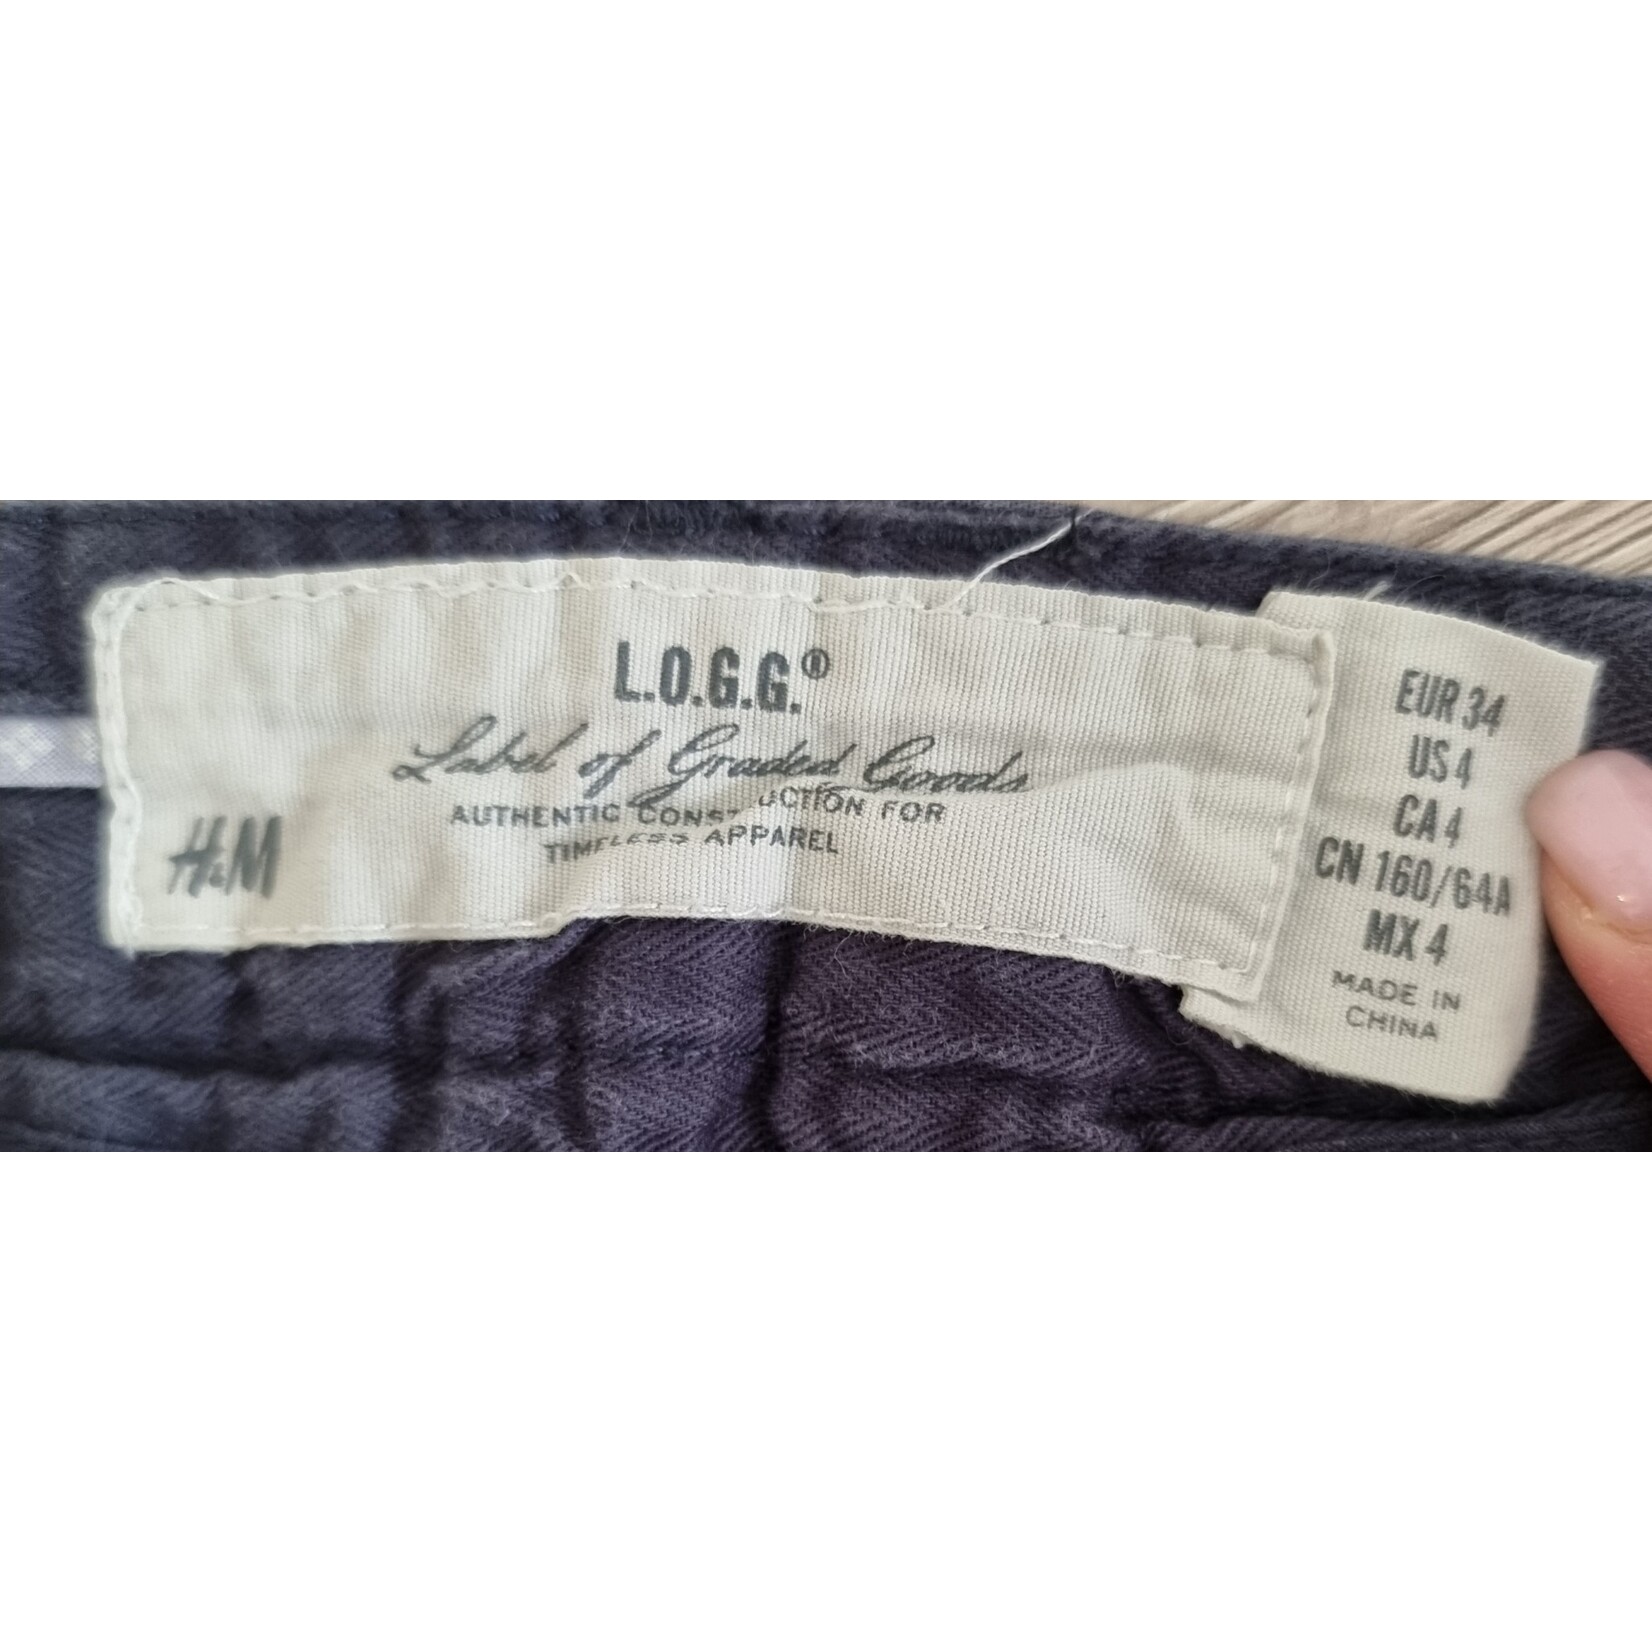 L.O.G.G.®
Label of Graded Goods
AUTHENTIC CONSTRUCTION FOR
TIMELESS APPAREL
H&M
EUR 34
US 4
CA 4
CN 160/64A
MX 4
MADE IN
CHINA